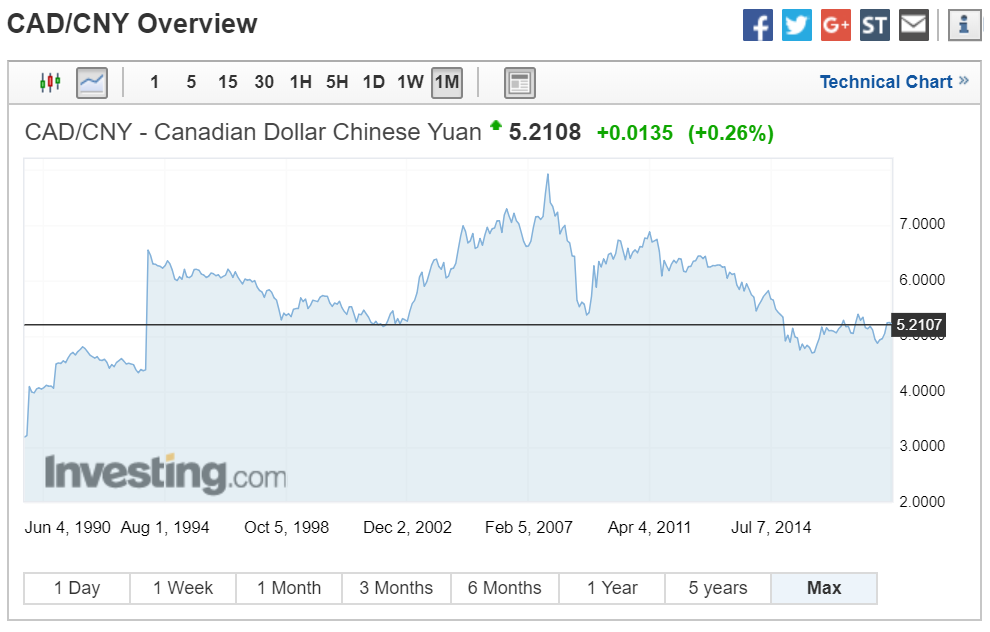 CAD/CNY Overview
f G+ ST i
1 5 15 30 1H 5H 1D 1W 1M Technical Chart »
CAD/CNY - Canadian Dollar Chinese Yuan 5.2108 +0.0135 (+0.26%)
7.0000
6.0000
5.2107
5.0000
4.0000
3.0000
Investing.com
2.0000
Jun 4, 1990 Aug 1, 1994 Oct 5, 1998 Dec 2, 2002 Feb 5, 2007 Apr 4, 2011 Jul 7, 2014
1 Day 1 Week 1 Month 3 Months 6 Months 1 Year 5 years Max